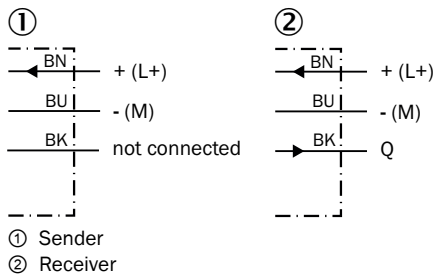 ① ②
BN + (L+) BN + (L+)
BU - (M) BU - (M)
BK not connected BK Q
① Sender
② Receiver